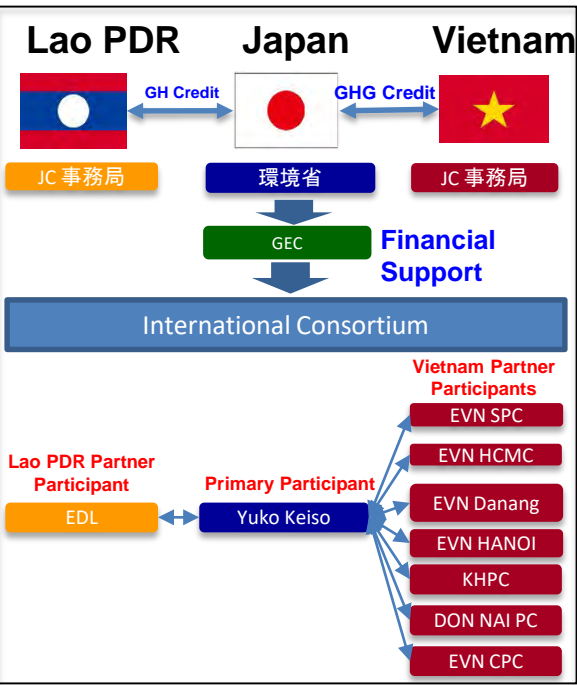 Lao PDR
Japan
Vietnam
GH Credit
GHG Credit
JC 事務局
環境省
JC 事務局
GEC
Financial
Support
International Consortium
Vietnam Partner
Participants
EVN SPC
EVN HCMC
Lao PDR Partner
Participant
Primary Participant
EVN Danang
EDL
Yuko Keiso
EVN HANOI
KHPC
DON NAI PC
EVN CPC